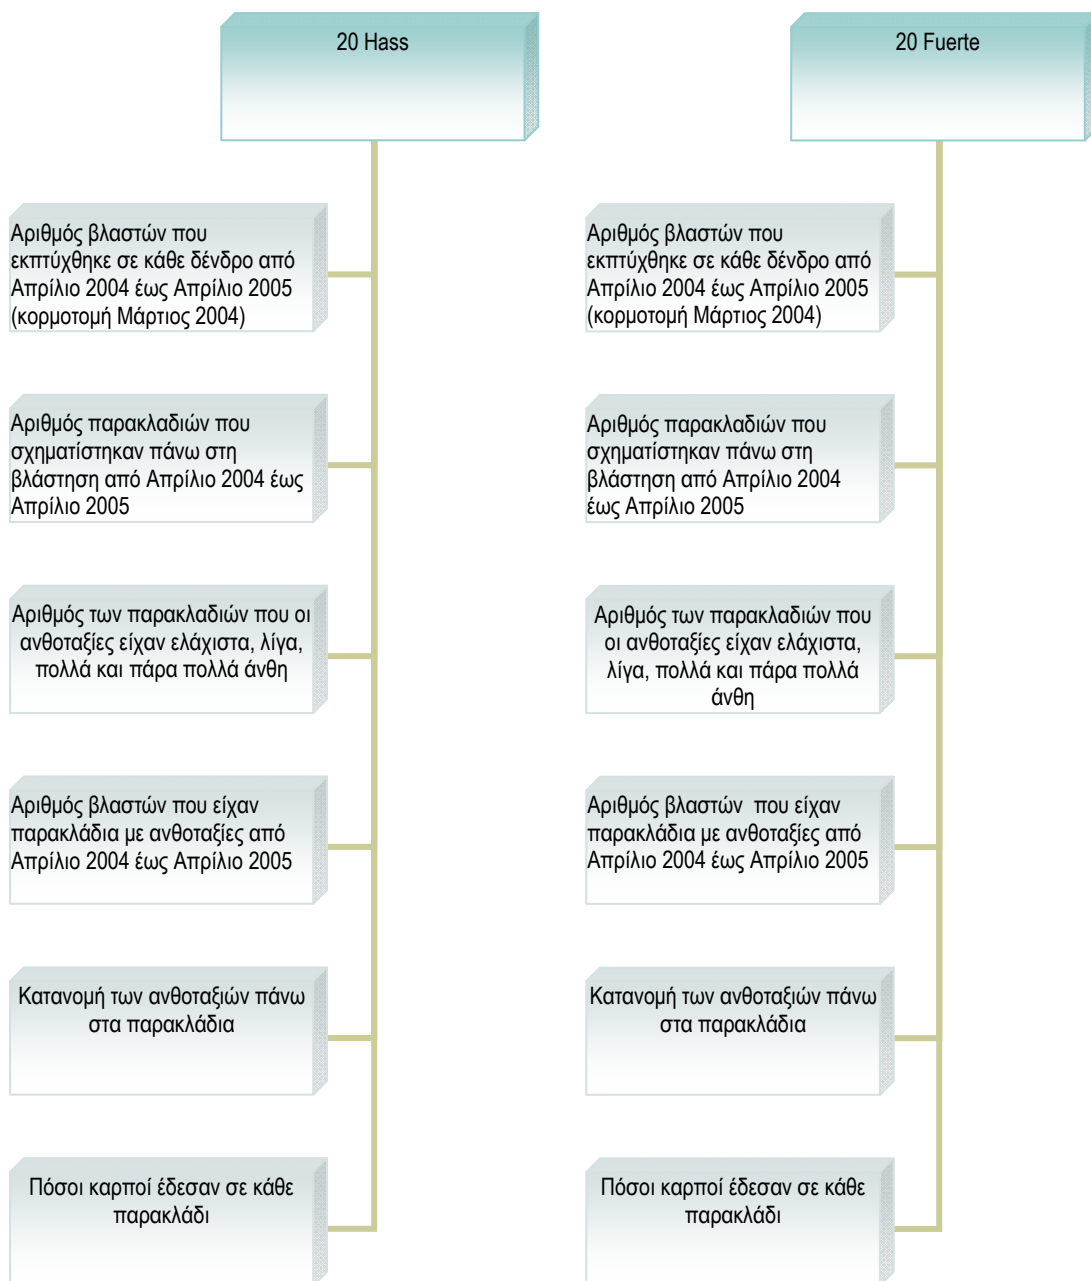 20 Hass
Αριθμός βλαστών που
εκπτύχθηκε σε κάθε δένδρο από
Απρίλιο 2004 έως Απρίλιο 2005
(κορμοτομή Μάρτιος 2004)
Αριθμός παρακλαδιών που
σχηματίστηκαν πάνω στη
βλάστηση από Απρίλιο 2004 έως
Απρίλιο 2005
Αριθμός των παρακλαδιών που οι
ανθοταξίες είχαν ελάχιστα, λίγα,
πολλά και πάρα πολλά άνθη
Αριθμός βλαστών που είχαν
παρακλάδια με ανθοταξίες από
Απρίλιο 2004 έως Απρίλιο 2005
Κατανομή των ανθοταξιών πάνω
στα παρακλάδια
Πόσοι καρποί έδεσαν σε κάθε
παρακλάδι
20 Fuerte
Αριθμός βλαστών που
εκπτύχθηκε σε κάθε δένδρο από
Απρίλιο 2004 έως Απρίλιο 2005
(κορμοτομή Μάρτιος 2004)
Αριθμός παρακλαδιών που
σχηματίστηκαν πάνω στη
βλάστηση από Απρίλιο 2004
έως Απρίλιο 2005
Αριθμός των παρακλαδιών που
οι ανθοταξίες είχαν ελάχιστα,
λίγα, πολλά και πάρα πολλά
άνθη
Αριθμός βλαστών  που είχαν
παρακλάδια με ανθοταξίες από
Απρίλιο 2004 έως Απρίλιο 2005
Κατανομή των ανθοταξιών πάνω
στα παρακλάδια
Πόσοι καρποί έδεσαν σε κάθε
παρακλάδι